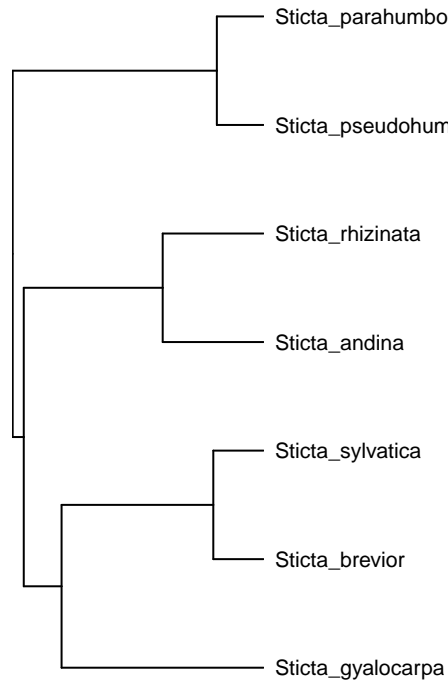 Sticta_parahumbo
Sticta_pseudohum
Sticta_rhizinata
Sticta_andina
Sticta_sylvatica
Sticta_brevior
Sticta_gyalocarpa